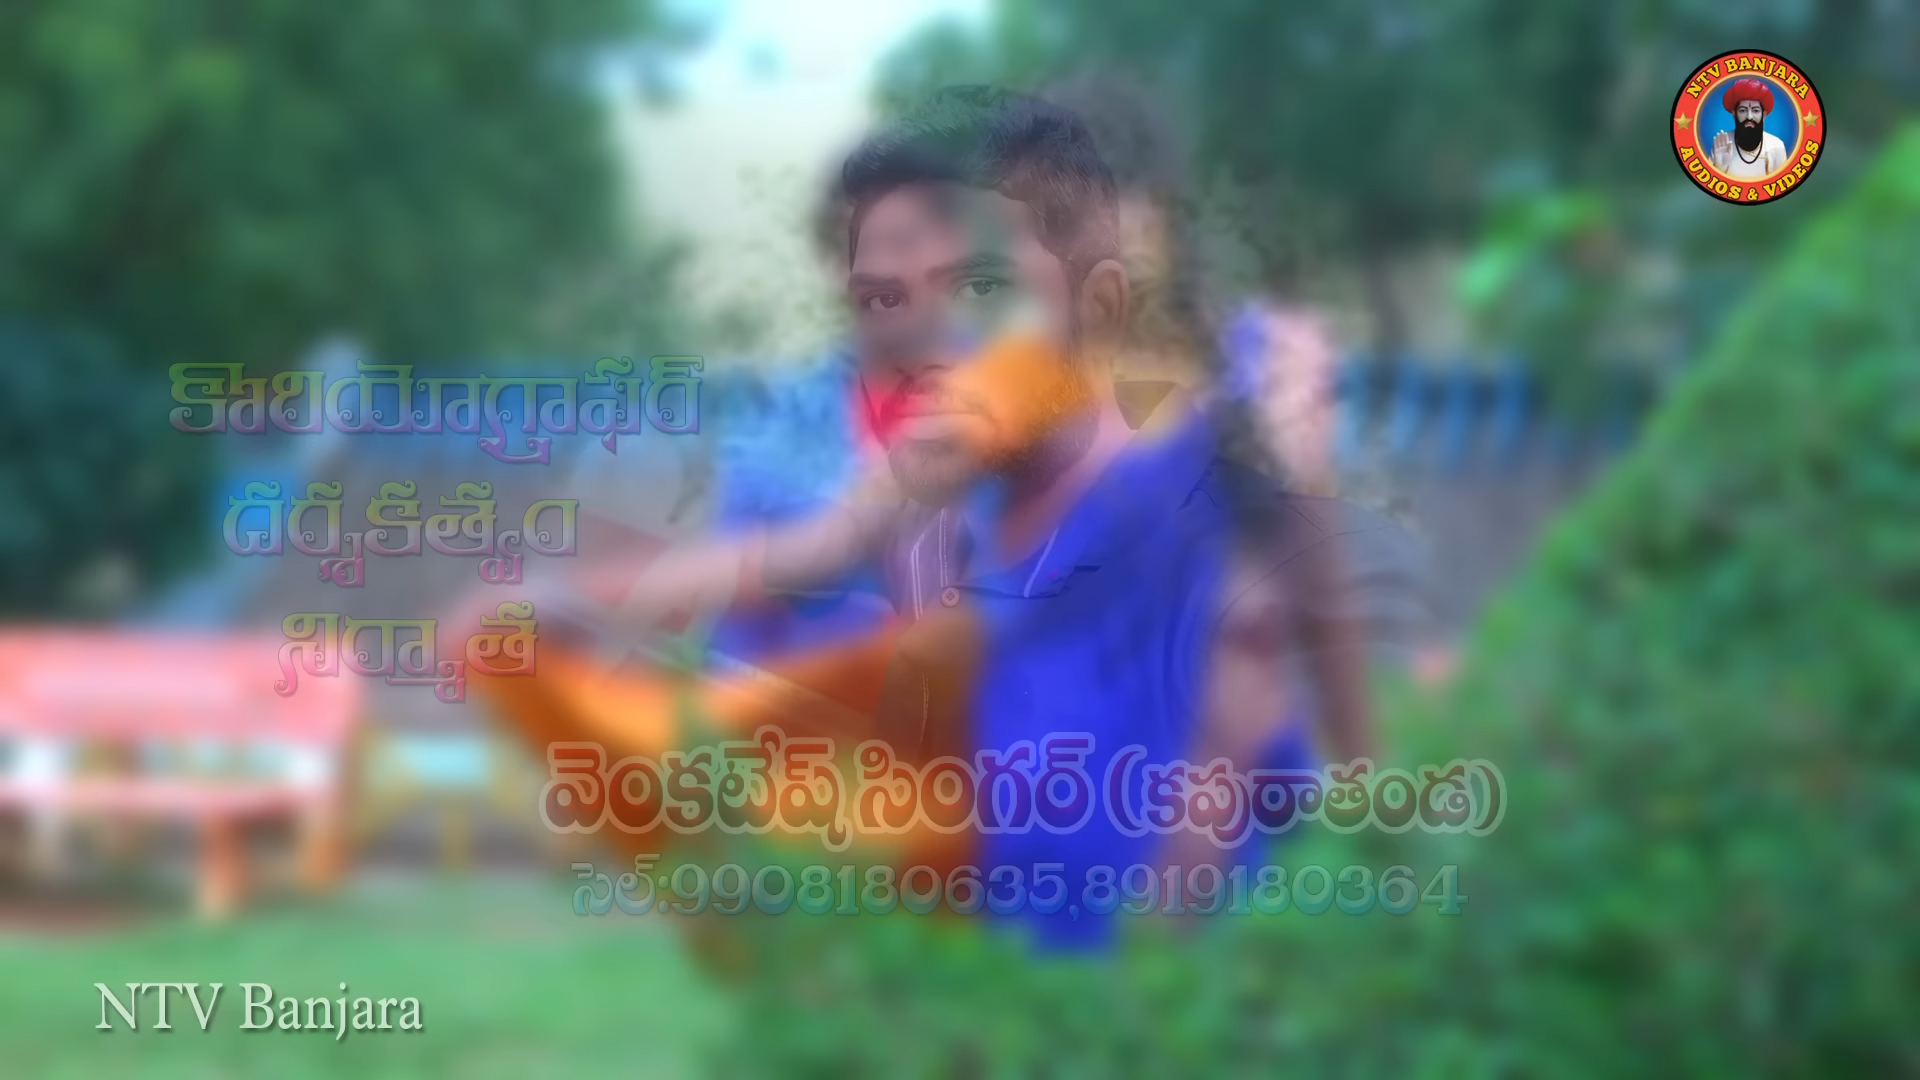 NTV BANJARA
AUDIOS & VIDEOS
కొరియోగ్రాఫర్
దర్శకత్వం
నిర్మాత
వెంకటేష్ సింగర్ (కపురాతండ)
సెల్:9908180635,8919180364
NTV Banjara